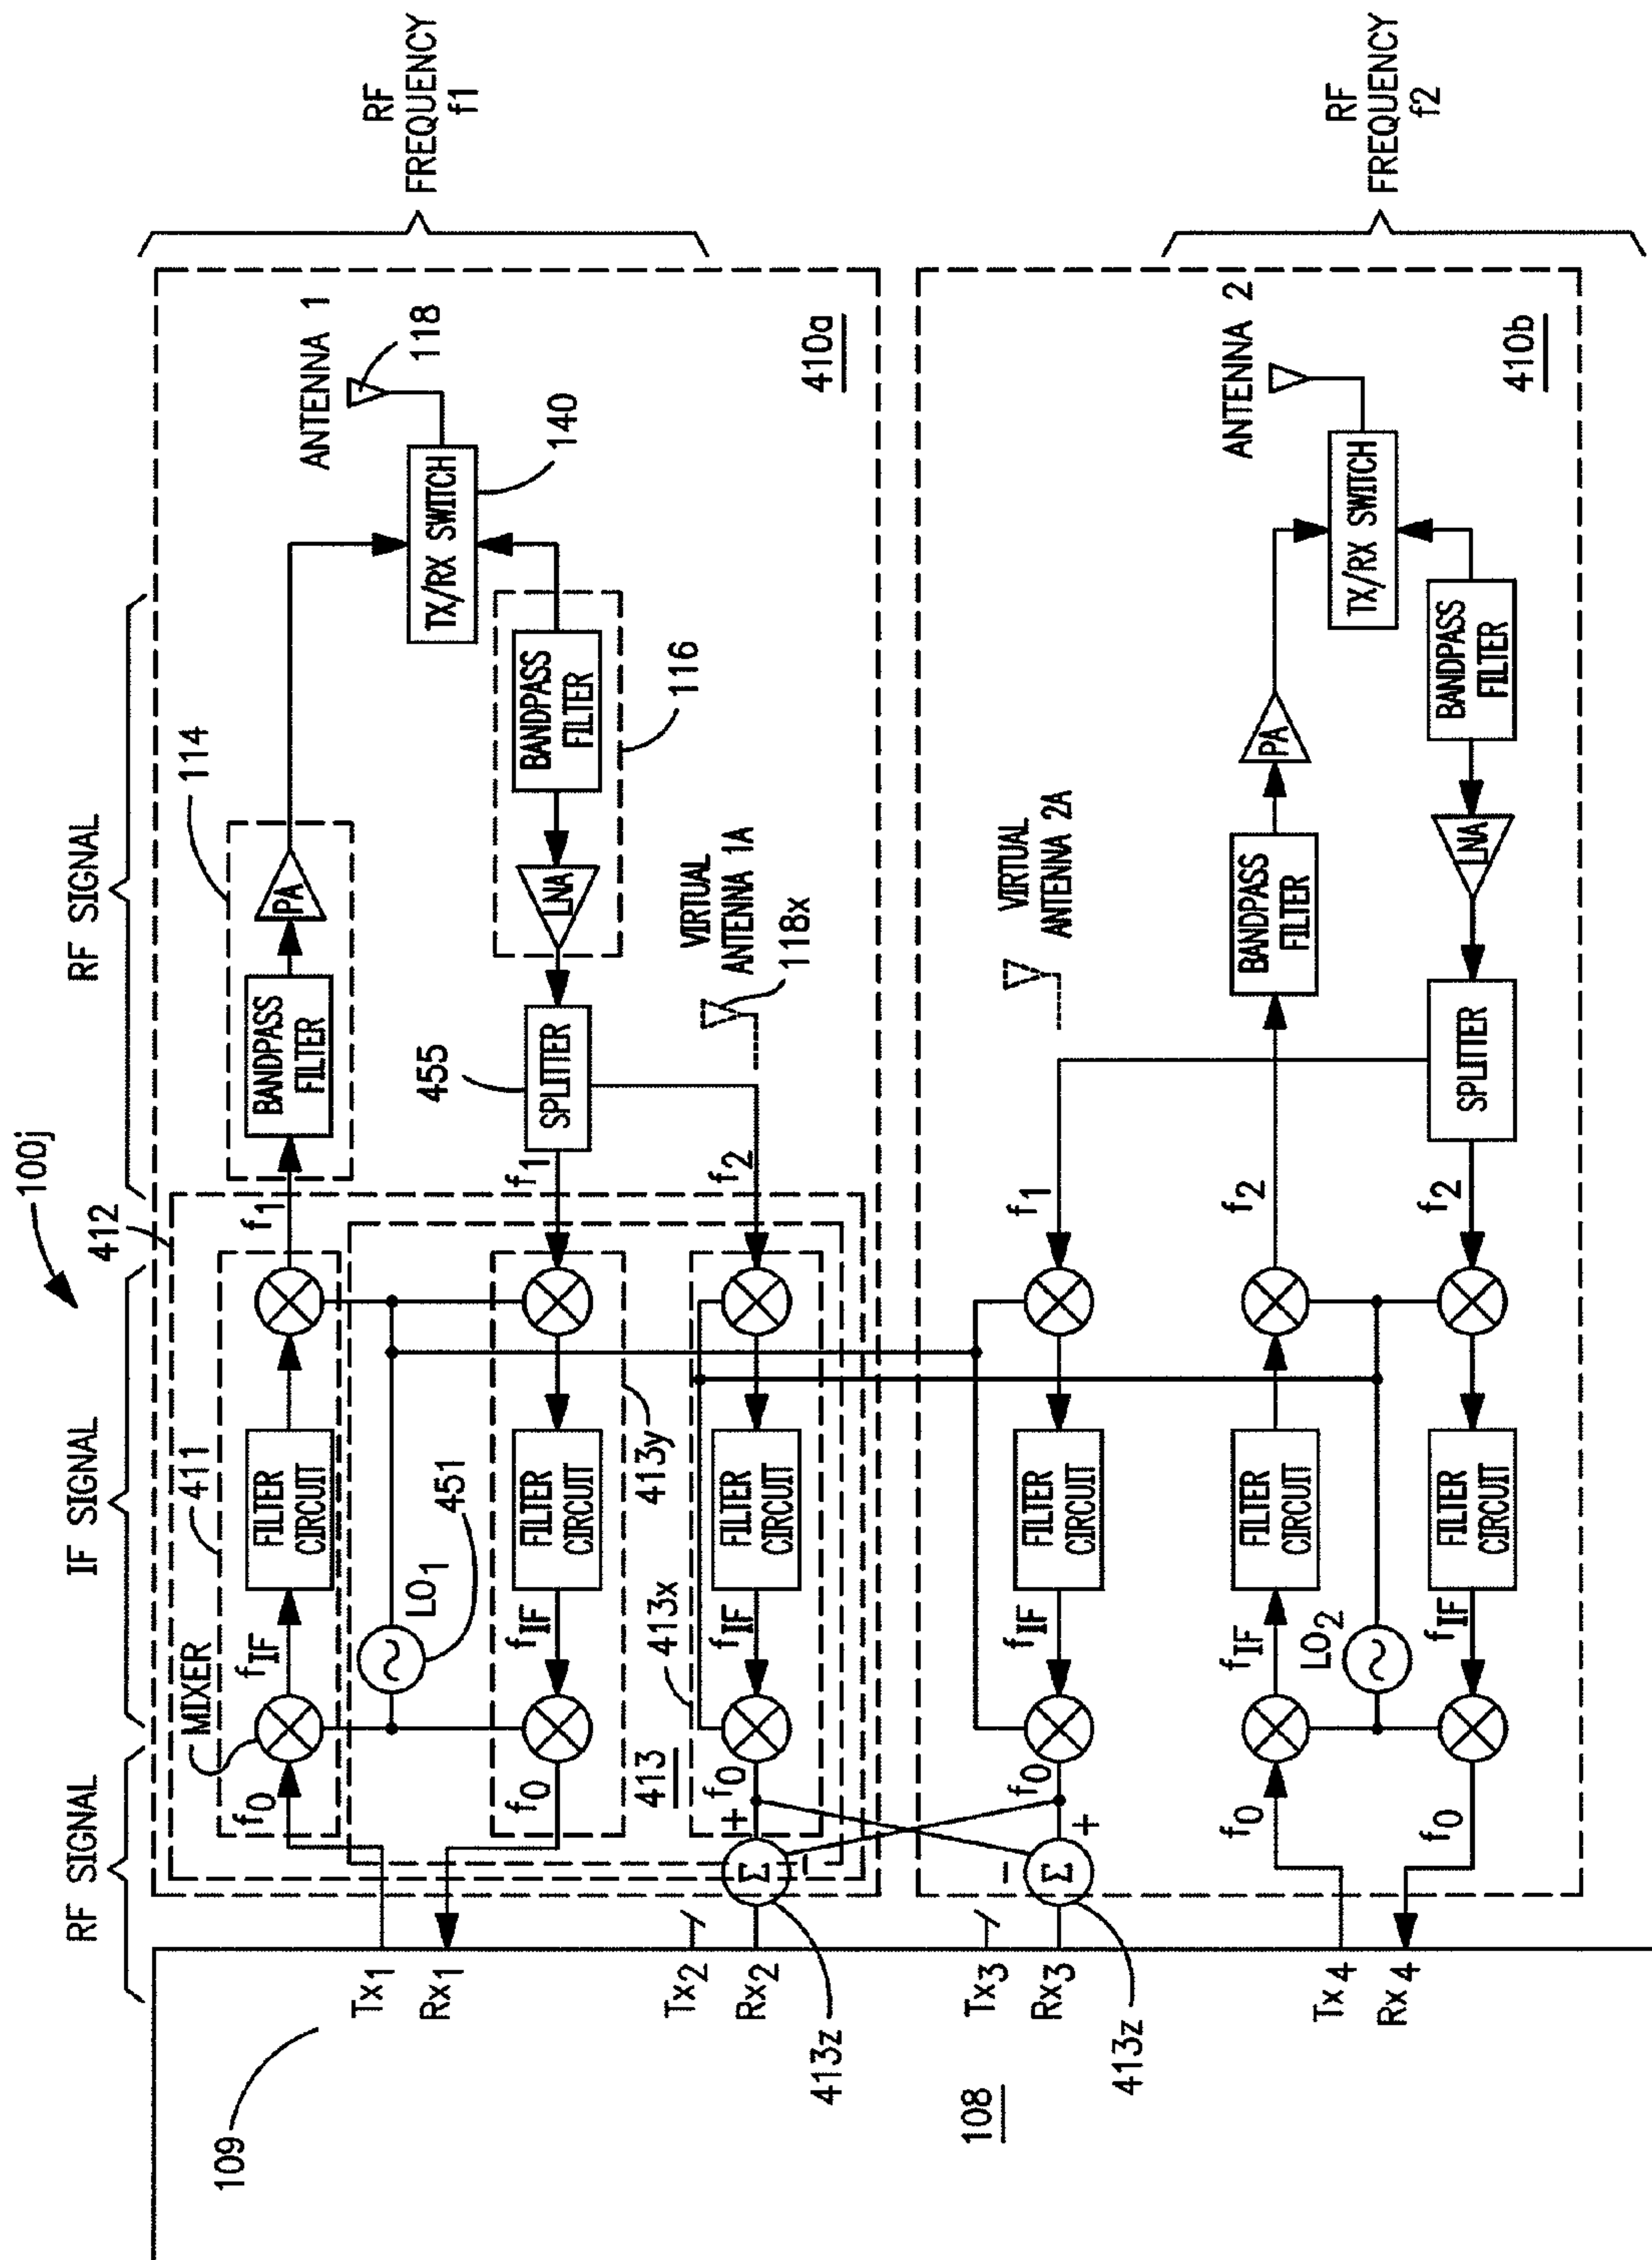 100j
RF SIGNAL
IF SIGNAL
RF SIGNAL
RF
FREQUENCY
f1
RF
FREQUENCY
f2
109
108
Tx1
Rx1
Tx2
Rx2
Tx3
Rx3
Tx4
Rx4
413z
413z
412
411
MIXER
f0
fIF
FILTER
CIRCUIT
f1
114
BANDPASS
FILTER
PA
ANTENNA 1
118
TX/RX SWITCH
140
LO1
451
f0
fIF
FILTER
CIRCUIT
413y
f1
455
SPLITTER
LNA
BANDPASS
FILTER
116
413
413x
f0
fIF
FILTER
CIRCUIT
f2
VIRTUAL
ANTENNA 1A
118x
410a
+
Σ
−
−
Σ
+
f0
fIF
FILTER
CIRCUIT
f1
VIRTUAL
ANTENNA 2A
f0
fIF
FILTER
CIRCUIT
f2
BANDPASS
FILTER
PA
ANTENNA 2
TX/RX SWITCH
LO2
f0
fIF
FILTER
CIRCUIT
f2
SPLITTER
LNA
BANDPASS
FILTER
410b